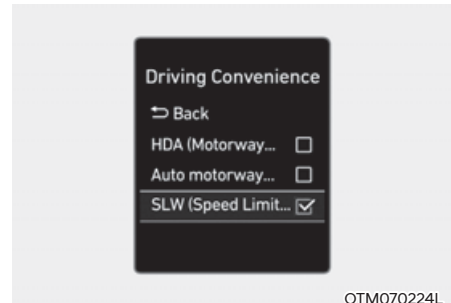 Driving Convenience
Back
HDA (Motorway...
Auto motorway...
SLW (Speed Limit...
OTM070224L